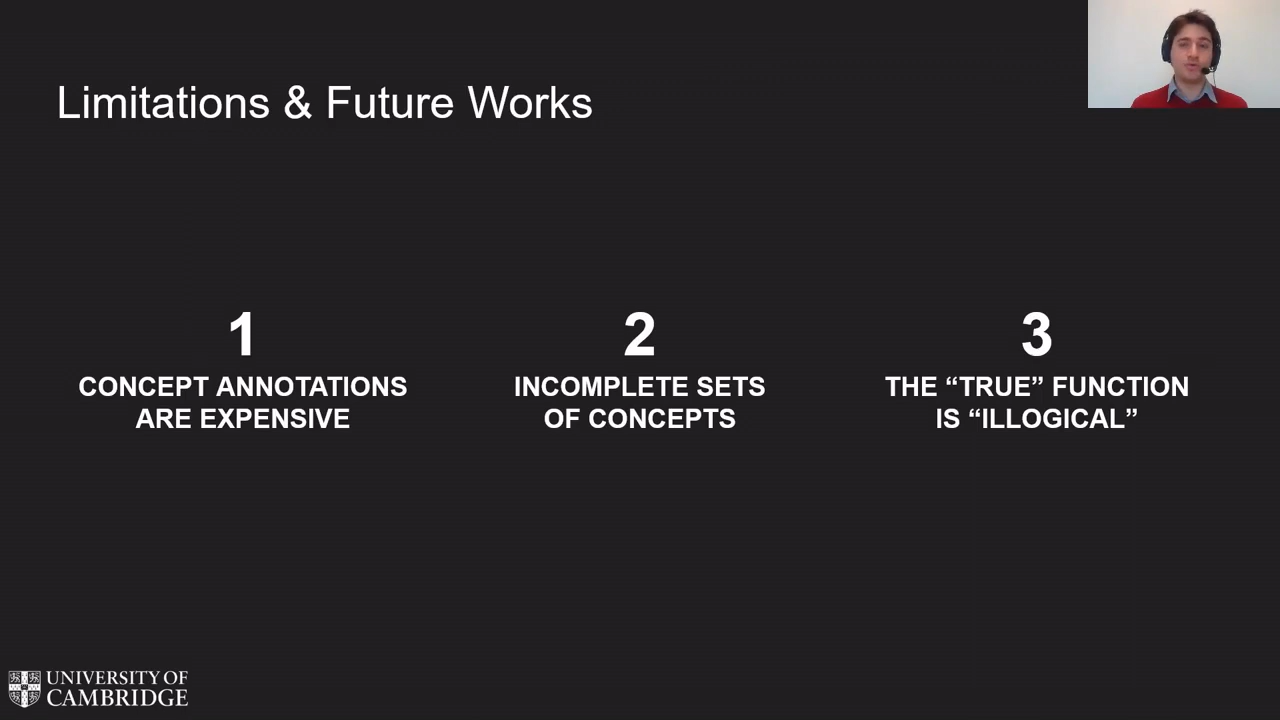 Limitations & Future Works
1
CONCEPT ANNOTATIONS
ARE EXPENSIVE
2
INCOMPLETE SETS
OF CONCEPTS
3
THE “TRUE” FUNCTION
IS “ILLOGICAL”
UNIVERSITY OF
CAMBRIDGE